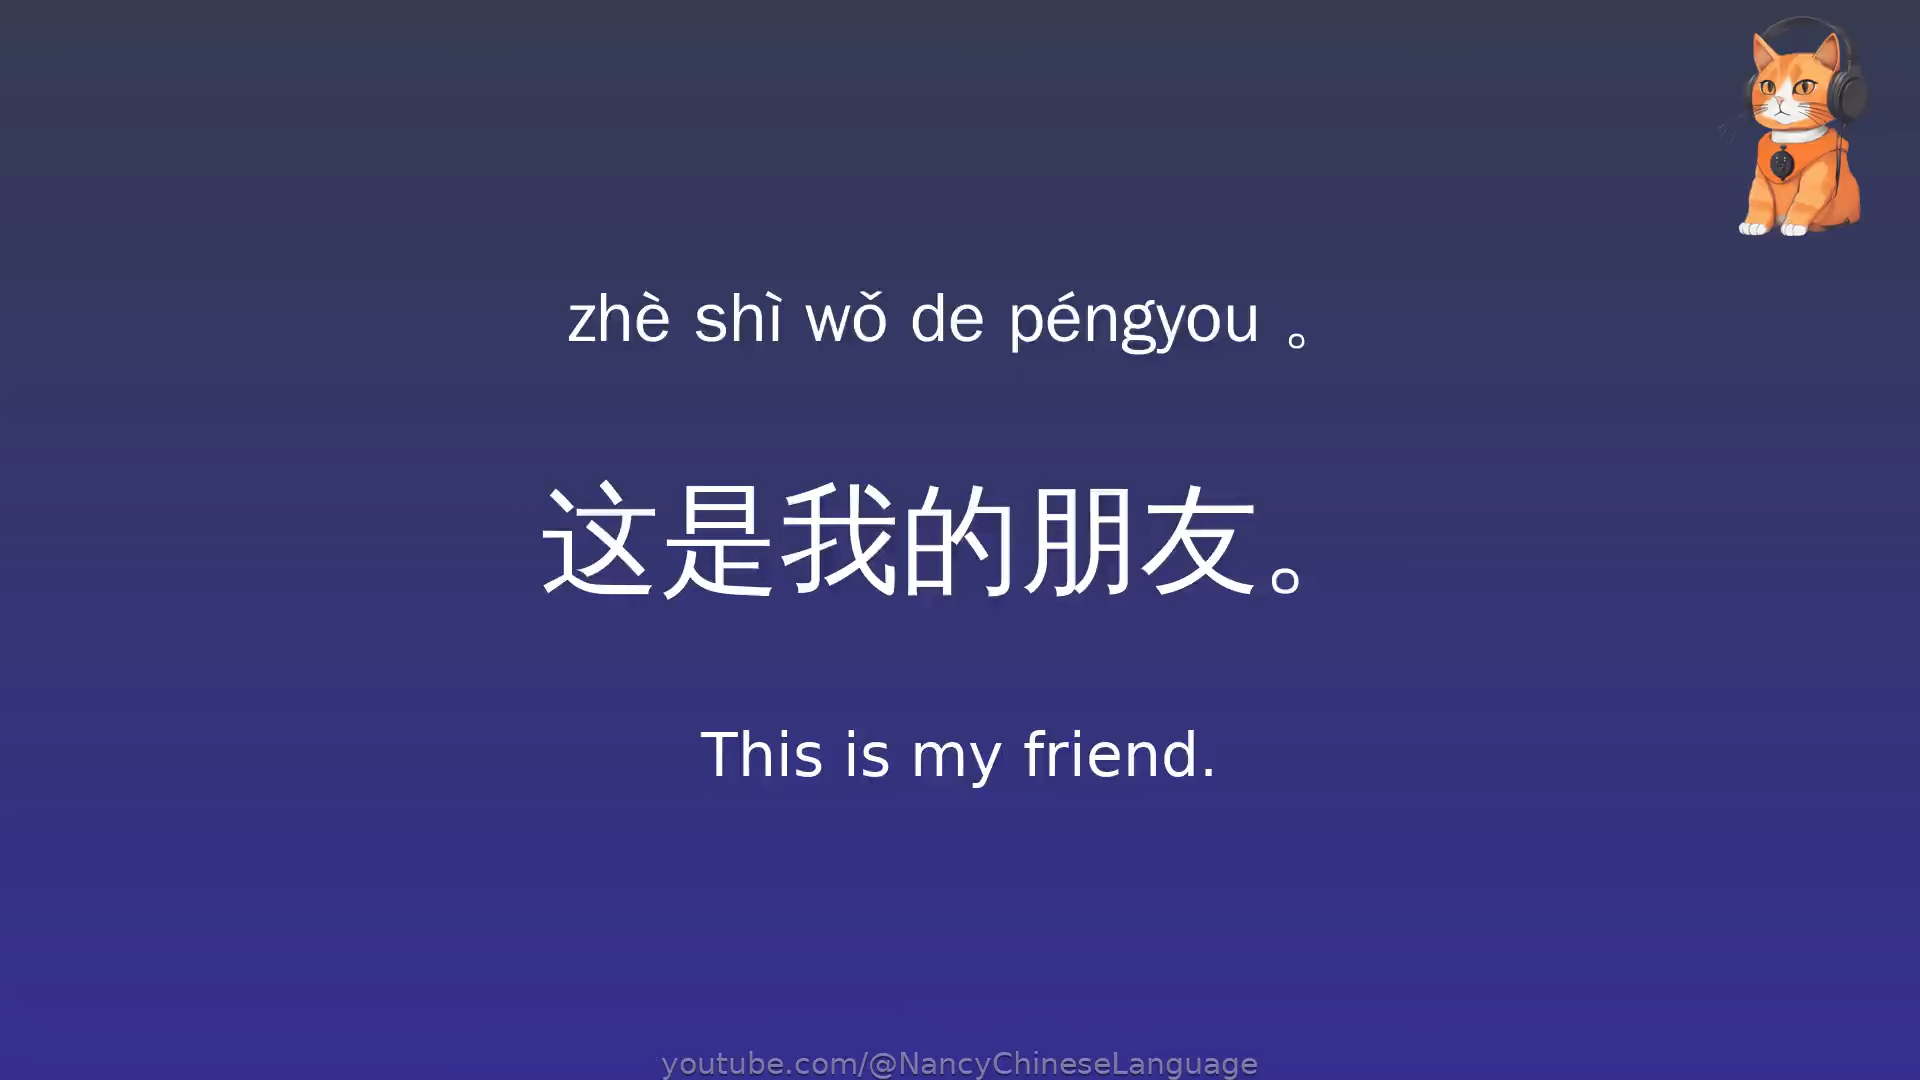 zhè shì wǒ de péngyou 。
这是我的朋友。
This is my friend.
youtube.com/@NancyChineseLanguage